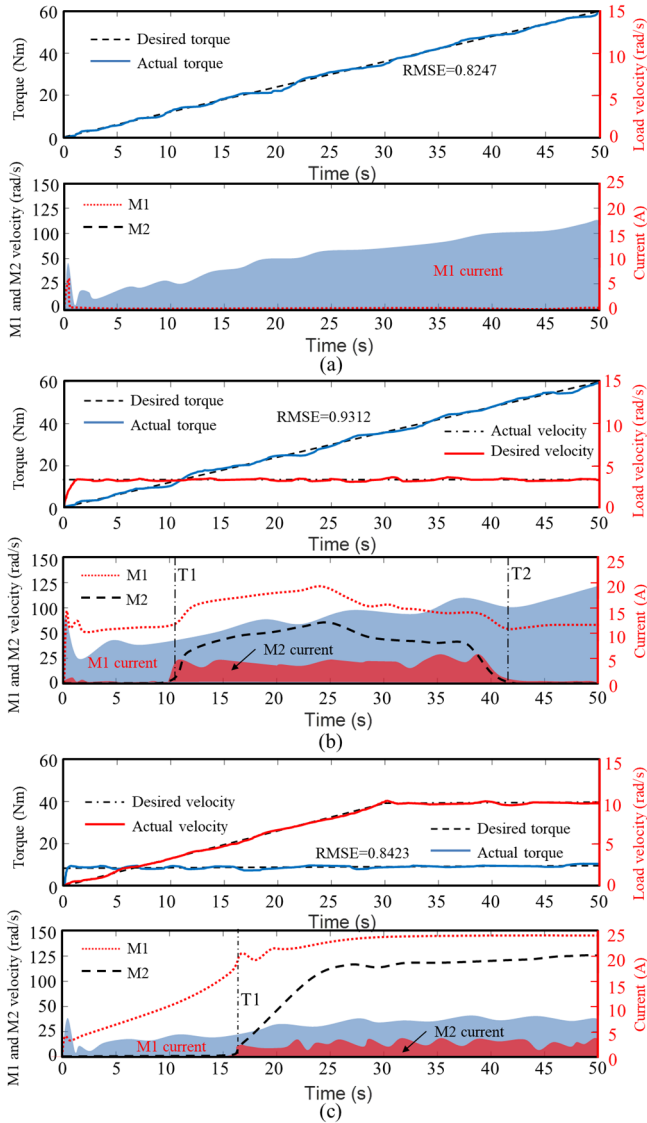 60
40
20
0
Torque (Nm)
Desired torque
Actual torque
RMSE=0.8247
15
10
5
0
Load velocity (rad/s)
0 5 10 15 20 25 30 35 40 45 50
Time (s)
150
125
100
50
25
0
M1 and M2 velocity (rad/s)
M1
M2
M1 current
25
20
15
10
5
0
Current (A)
0 5 10 15 20 25 30 35 40 45 50
Time (s)
(a)
60
40
20
0
Torque (Nm)
Desired torque
Actual torque
RMSE=0.9312
Actual velocity
Desired velocity
15
10
5
0
Load velocity (rad/s)
0 5 10 15 20 25 30 35 40 45 50
Time (s)
150
125
100
50
25
0
M1 and M2 velocity (rad/s)
M1
M2
T1
T2
M1 current
M2 current
25
20
15
10
5
0
Current (A)
0 5 10 15 20 25 30 35 40 45 50
Time (s)
(b)
60
40
20
0
Torque (Nm)
Desired velocity
Actual velocity
RMSE=0.8423
Desired torque
Actual torque
15
10
5
0
Load velocity (rad/s)
0 5 10 15 20 25 30 35 40 45 50
Time (s)
150
125
100
50
25
0
M1 and M2 velocity (rad/s)
M1
M2
T1
M1 current
M2 current
25
20
15
10
5
0
Current (A)
0 5 10 15 20 25 30 35 40 45 50
Time (s)
(c)